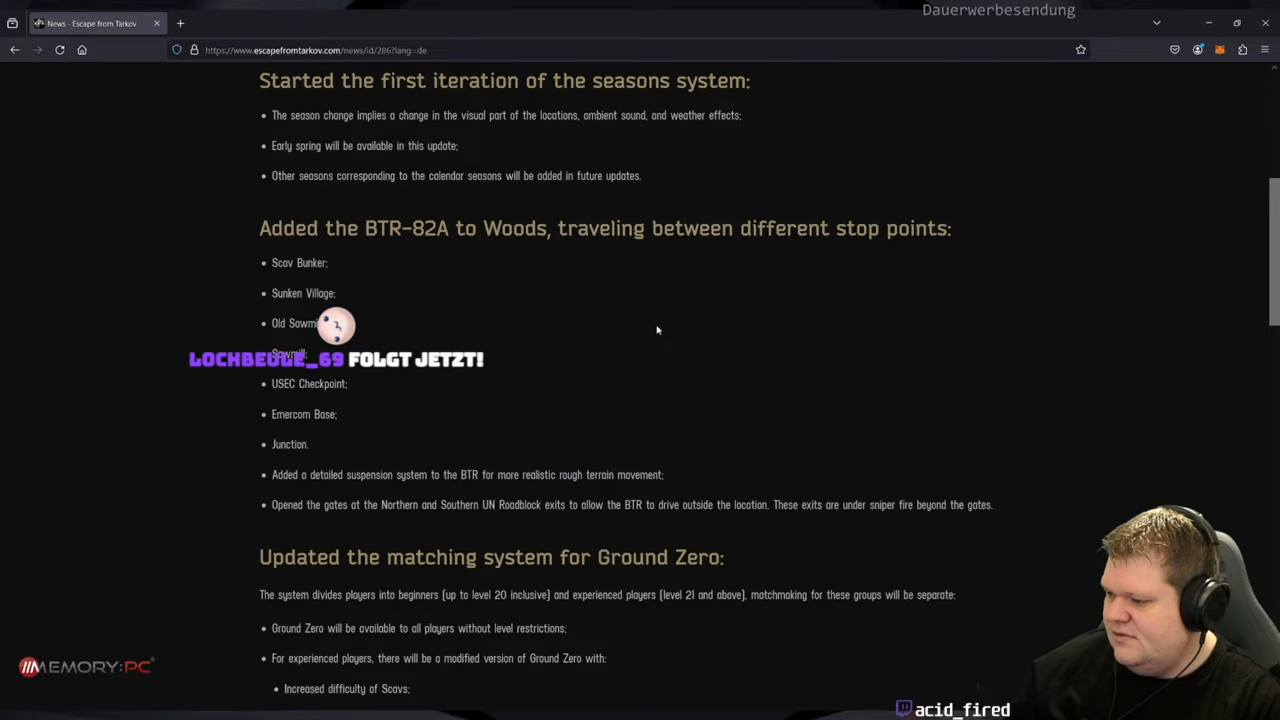 Dauerwerbesendung
News - Escape from Tarkov
https://www.escapefromtarkov.com/news/id/286?lang=de
Started the first iteration of the seasons system:
• The season change implies a change in the visual part of the locations, ambient sound, and weather effects;
• Early spring will be available in this update;
• Other seasons corresponding to the calendar seasons will be added in future updates.
Added the BTR-82A to Woods, traveling between different stop points:
• Scav Bunker;
• Sunken Village;
• Old Sawmi
• Sawmill;
LOCHBEULE_69 FOLGT JETZT!
• USEC Checkpoint;
• Emercom Base;
• Junction.
• Added a detailed suspension system to the BTR for more realistic rough terrain movement;
• Opened the gates at the Northern and Southern UN Roadblock exits to allow the BTR to drive outside the location. These exits are under sniper fire beyond the gates.
Updated the matching system for Ground Zero:
The system divides players into beginners (up to level 20 inclusive) and experienced players (level 21 and above), matchmaking for these groups will be separate:
• Ground Zero will be available to all players without level restrictions;
• For experienced players, there will be a modified version of Ground Zero with:
• Increased difficulty of Scavs;
MEMORY:PC
acid_fired